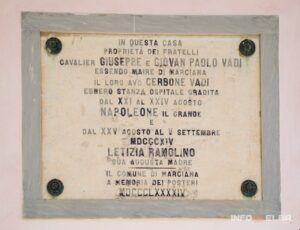 IN QUESTA CASA
PROPRIETÀ DEI FRATELLI
CAVALIER GIUSEPPE E GIOVAN PAOLO VADI
ESSENDO MAIRE DI MARCIANA
IL LORO AVO CERBONE VADI
EBBERO STANZA OSPITALE GRADITA
DAL XXI AL XXIV AGOSTO
NAPOLEONE IL GRANDE
E
DAL XXV AGOSTO AL V SETTEMBRE
MDCCCXIV
LETIZIA RAMOLINO
SUA AUGUSTA MADRE
IL COMUNE DI MARCIANA
A MEMORIA DEI POSTERI
MDCCCLXXXXIV